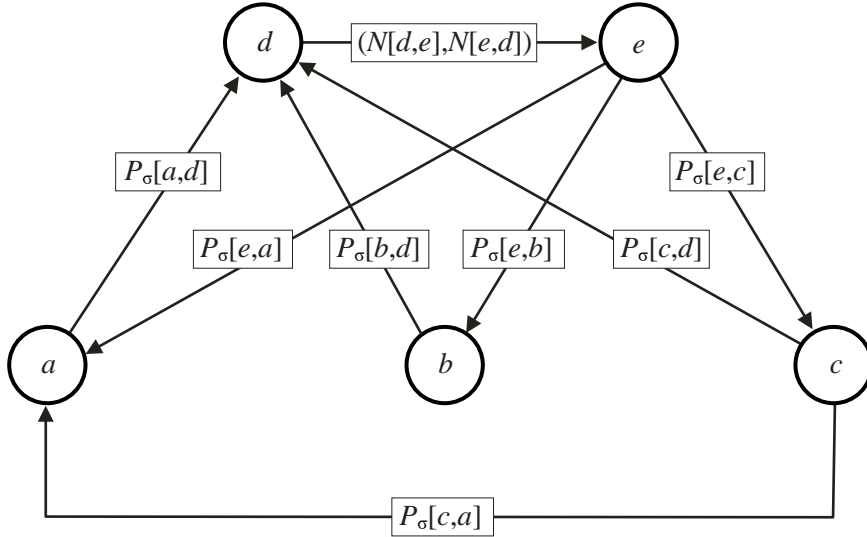 d
(N[d,e],N[e,d])
e
Pσ[a,d]
Pσ[e,c]
Pσ[e,a]
Pσ[b,d]
Pσ[e,b]
Pσ[c,d]
a
b
c
Pσ[c,a]